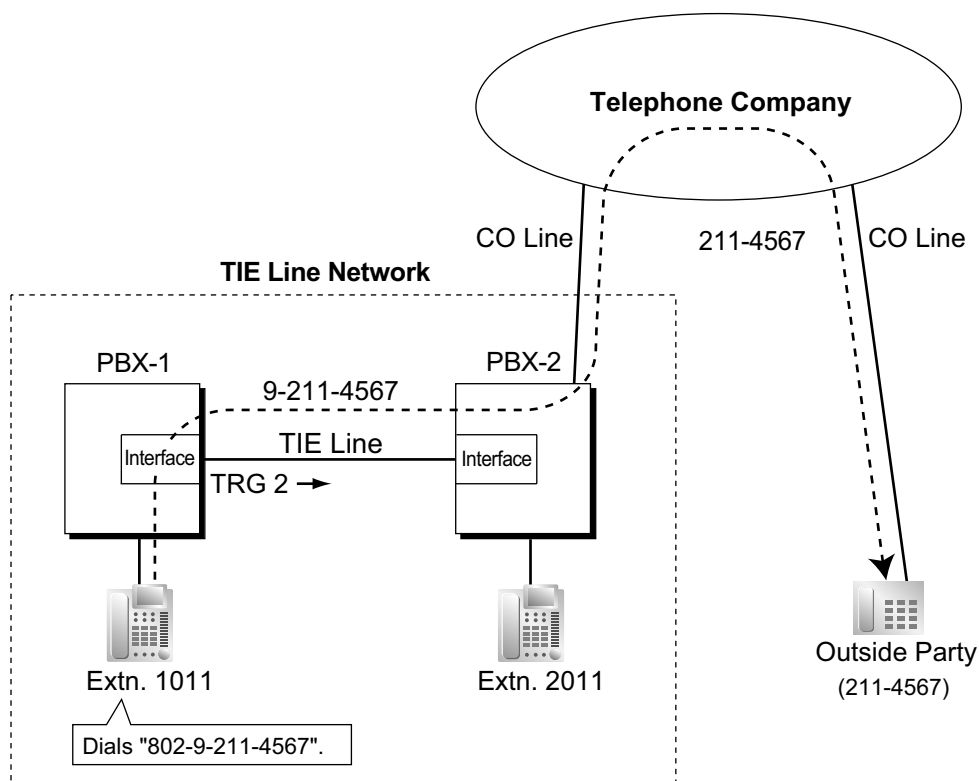 Telephone Company
CO Line
211-4567
CO Line
TIE Line Network
PBX-1
PBX-2
9-211-4567
Interface
TIE Line
Interface
TRG 2
Extn. 1011
Extn. 2011
Outside Party
(211-4567)
Dials "802-9-211-4567".